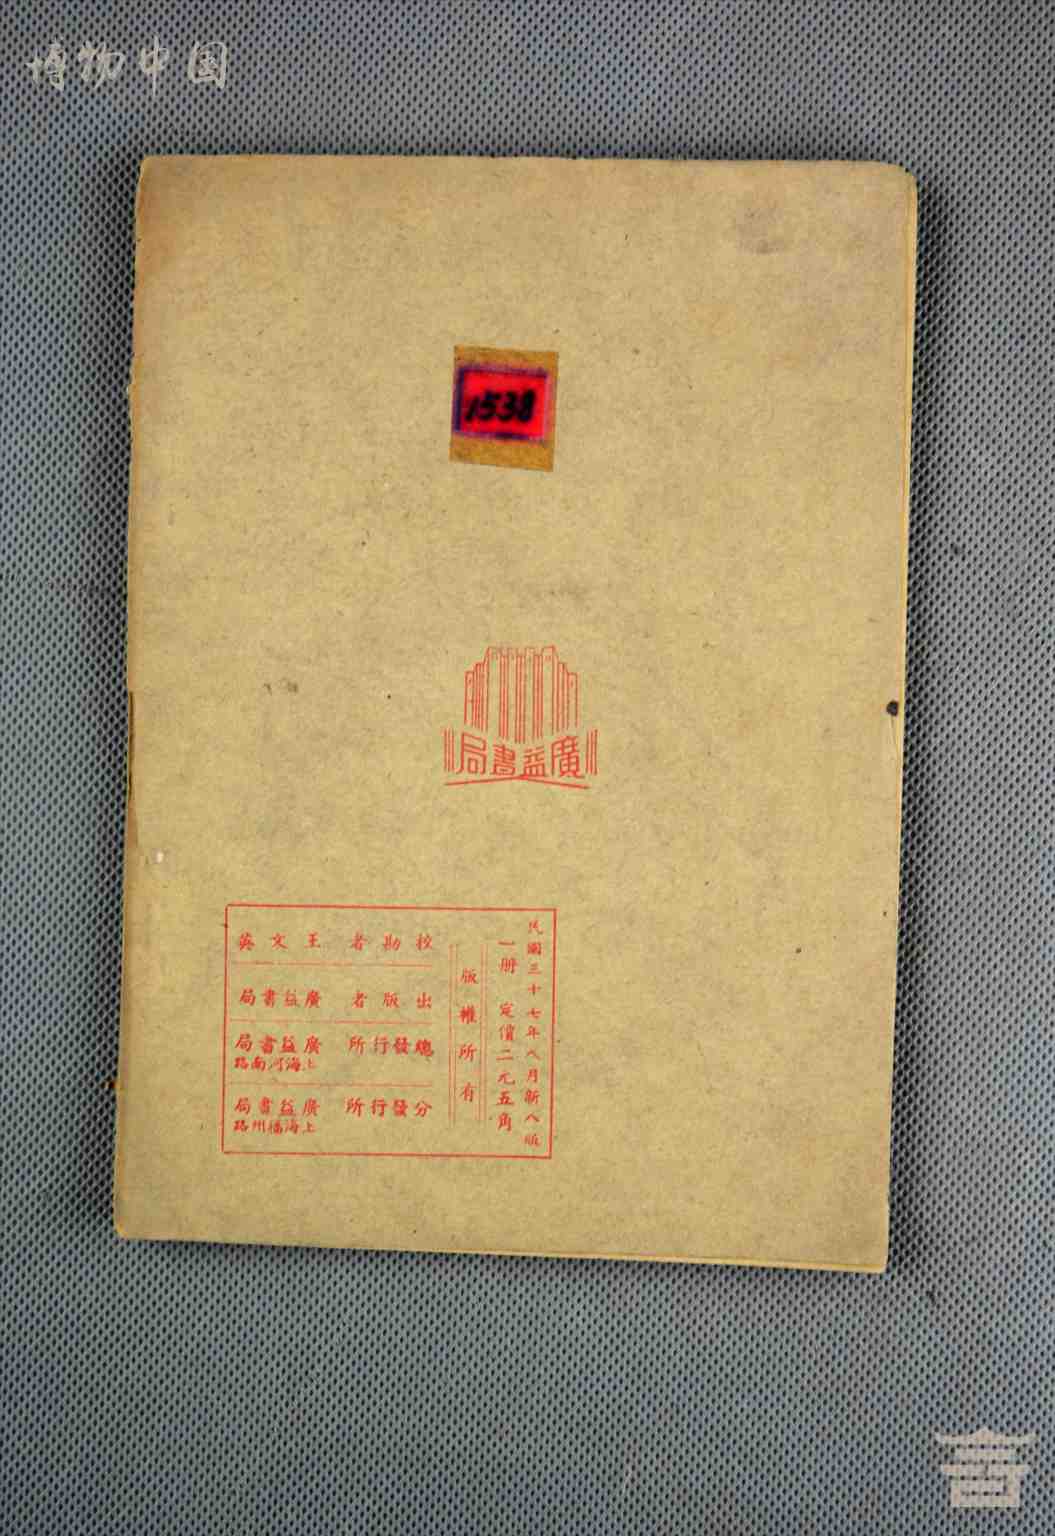 博物中国
1538
廣益書局
民國三十七年八月新八版
一册 定價二元五角
版權所有
校勘者 王文英
出版者 廣益書局
總發行所 廣益書局
上海河南路
分發行所 廣益書局
上海福州路